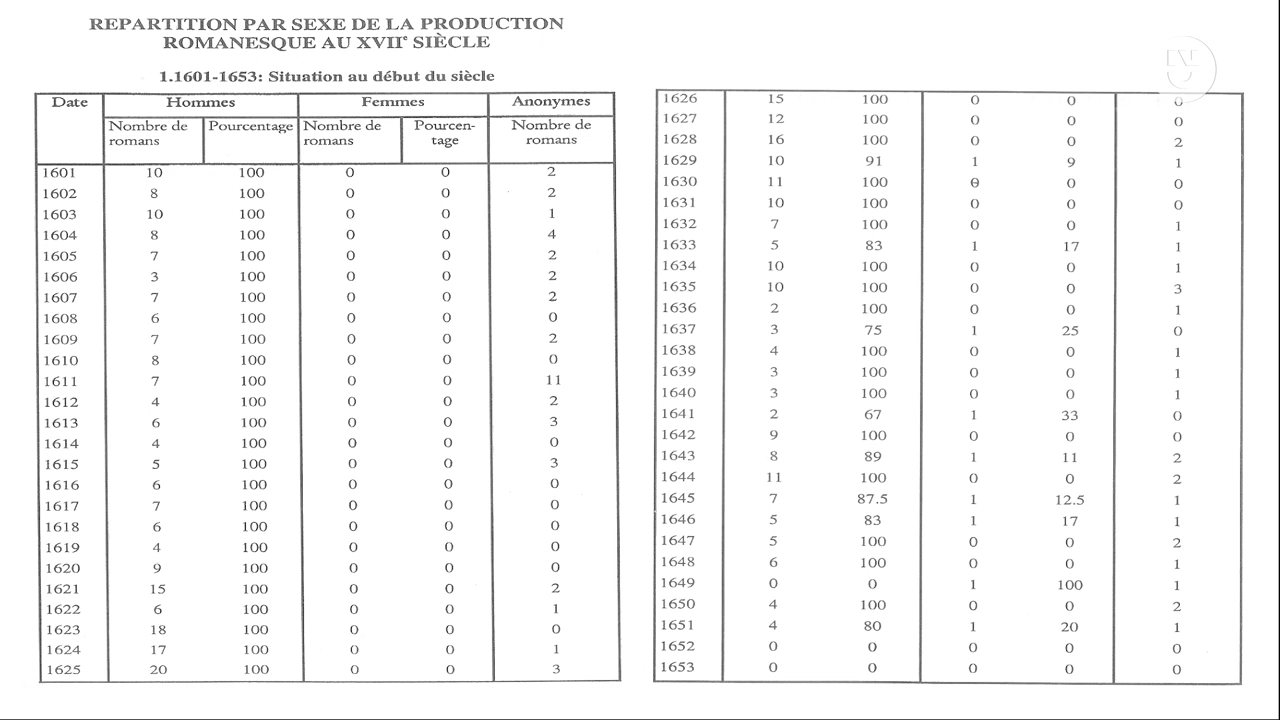 REPARTITION PAR SEXE DE LA PRODUCTION
ROMANESQUE AU XVIIe SIÈCLE
1.1601-1653: Situation au début du siècle
Date Hommes Femmes Anonymes
Nombre de romans Pourcentage Nombre de romans Pourcen-tage Nombre de romans
1601 10 100 0 0 2
1602 8 100 0 0 2
1603 10 100 0 0 1
1604 8 100 0 0 4
1605 7 100 0 0 2
1606 3 100 0 0 2
1607 7 100 0 0 2
1608 6 100 0 0 0
1609 7 100 0 0 2
1610 8 100 0 0 0
1611 7 100 0 0 11
1612 4 100 0 0 2
1613 6 100 0 0 3
1614 4 100 0 0 0
1615 5 100 0 0 3
1616 6 100 0 0 0
1617 7 100 0 0 0
1618 6 100 0 0 0
1619 4 100 0 0 0
1620 9 100 0 0 0
1621 15 100 0 0 2
1622 6 100 0 0 1
1623 18 100 0 0 0
1624 17 100 0 0 1
1625 20 100 0 0 3
1626 15 100 0 0 0
1627 12 100 0 0 0
1628 16 100 0 0 2
1629 10 91 1 9 1
1630 11 100 0 0 0
1631 10 100 0 0 0
1632 7 100 0 0 1
1633 5 83 1 17 1
1634 10 100 0 0 1
1635 10 100 0 0 3
1636 2 100 0 0 1
1637 3 75 1 25 0
1638 4 100 0 0 1
1639 3 100 0 0 1
1640 3 100 0 0 1
1641 2 67 1 33 0
1642 9 100 0 0 0
1643 8 89 1 11 2
1644 11 100 0 0 2
1645 7 87.5 1 12.5 1
1646 5 83 1 17 1
1647 5 100 0 0 2
1648 6 100 0 0 1
1649 0 0 1 100 1
1650 4 100 0 0 2
1651 4 80 1 20 1
1652 0 0 0 0 0
1653 0 0 0 0 0